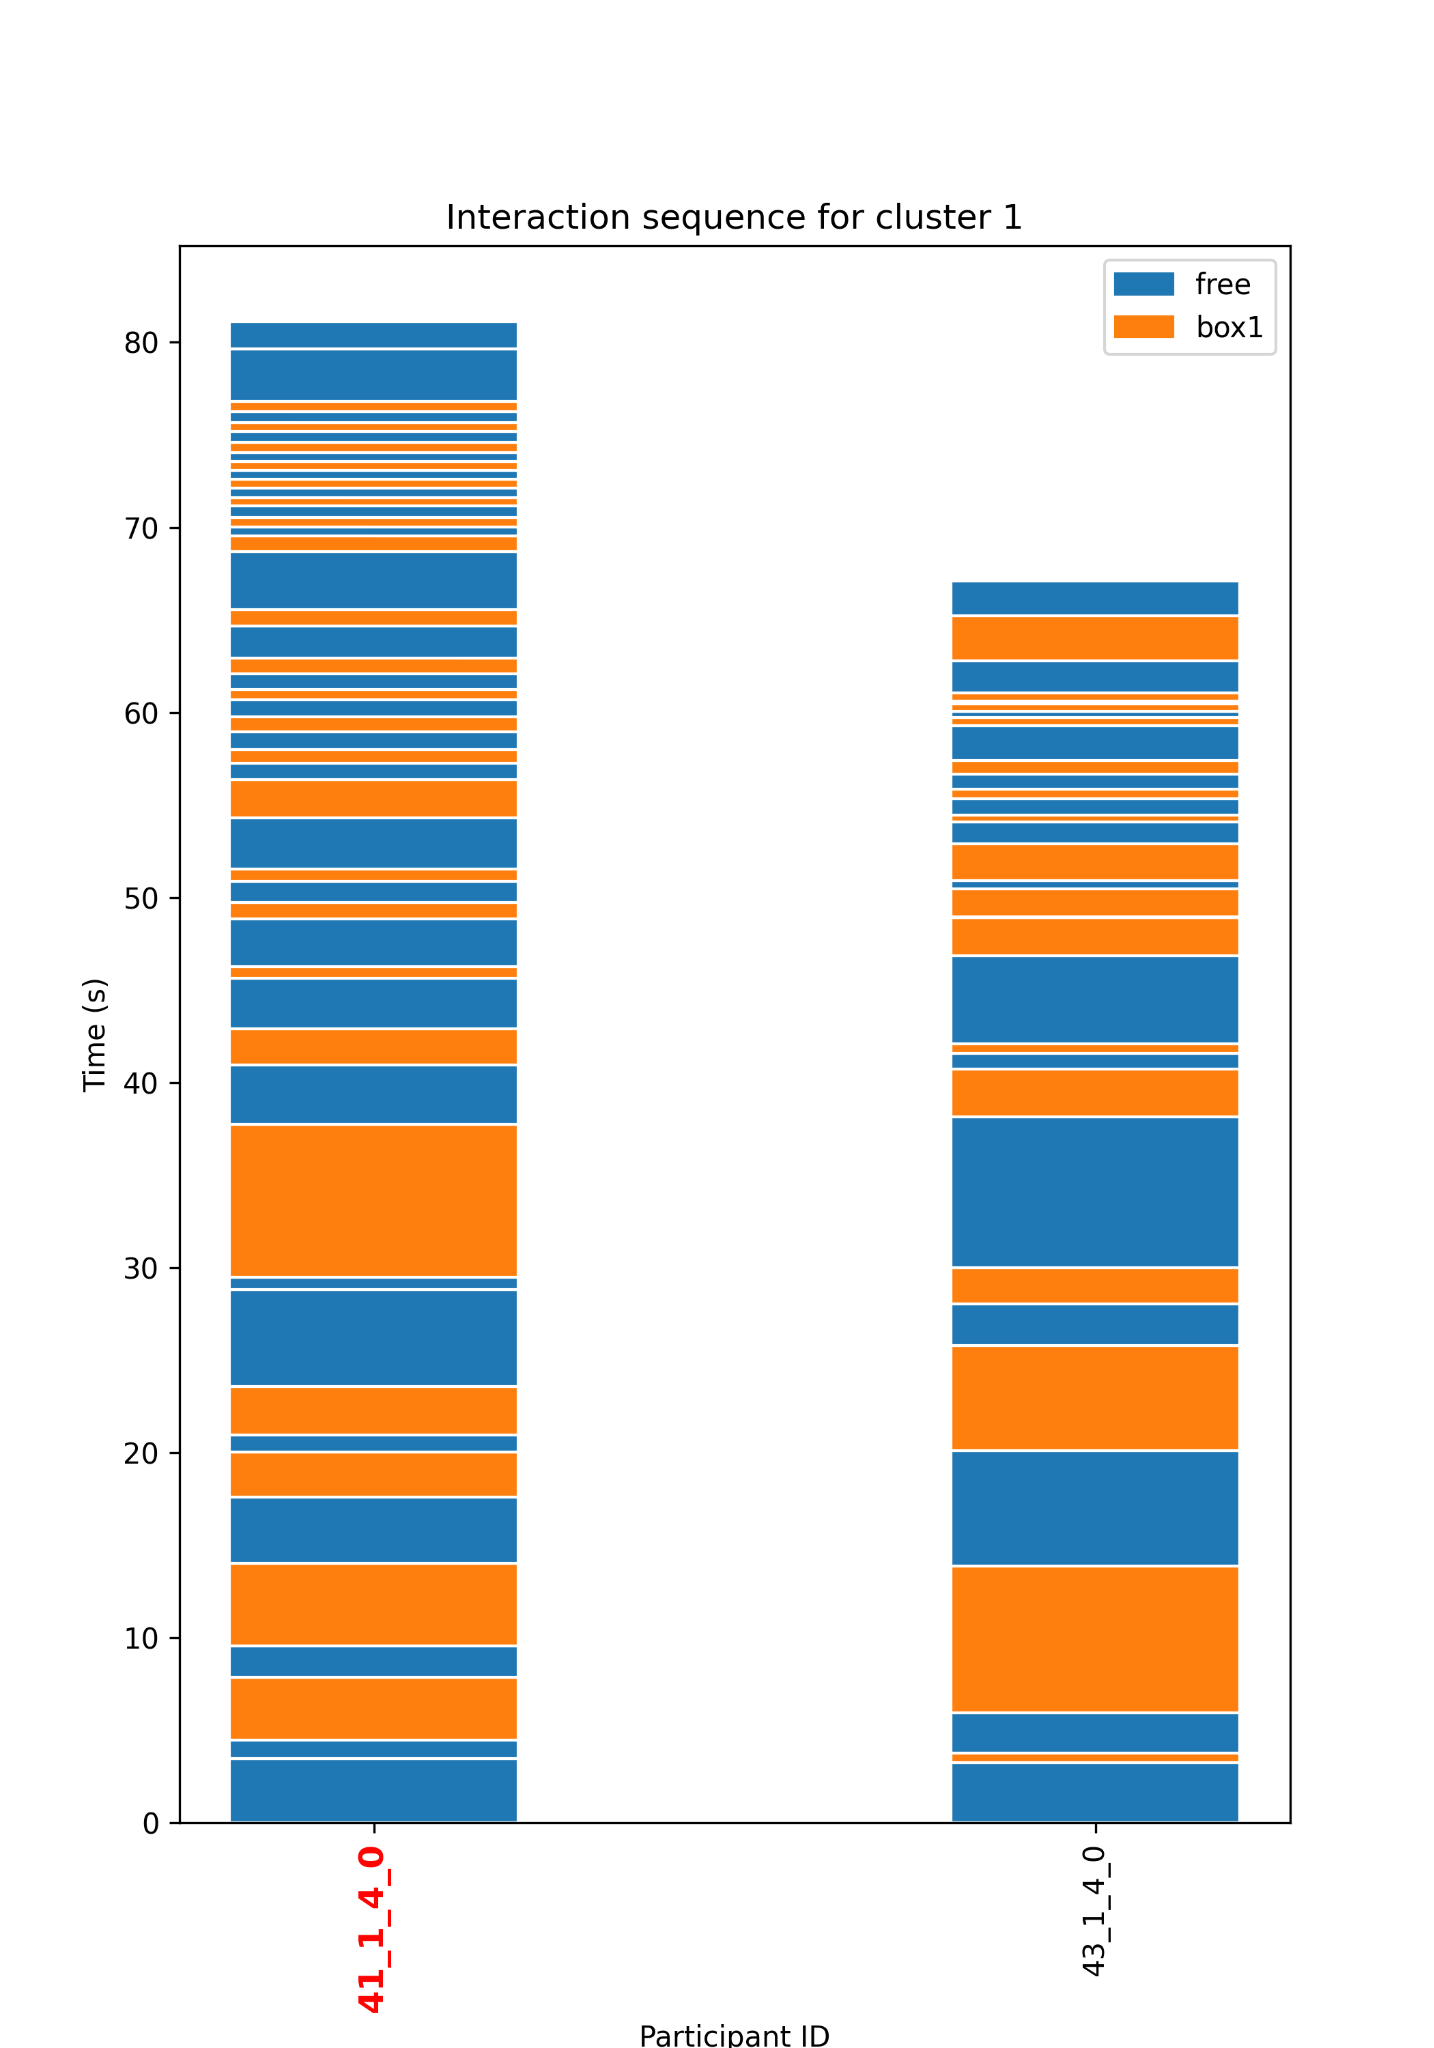 Interaction sequence for cluster 1
free
box1
80
70
60
50
40
30
20
10
0
Time (s)
41_1_4_0
43_1_4_0
Participant ID